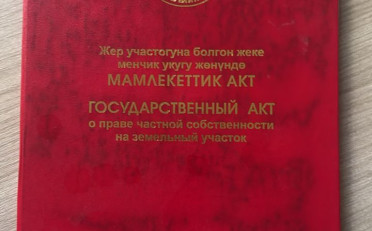 Жер участогуна болгон жеке
менчик укугу жөнүндө
МАМЛЕКЕТТИК АКТ
ГОСУДАРСТВЕННЫЙ АКТ
о праве частной собственности
на земельный участок